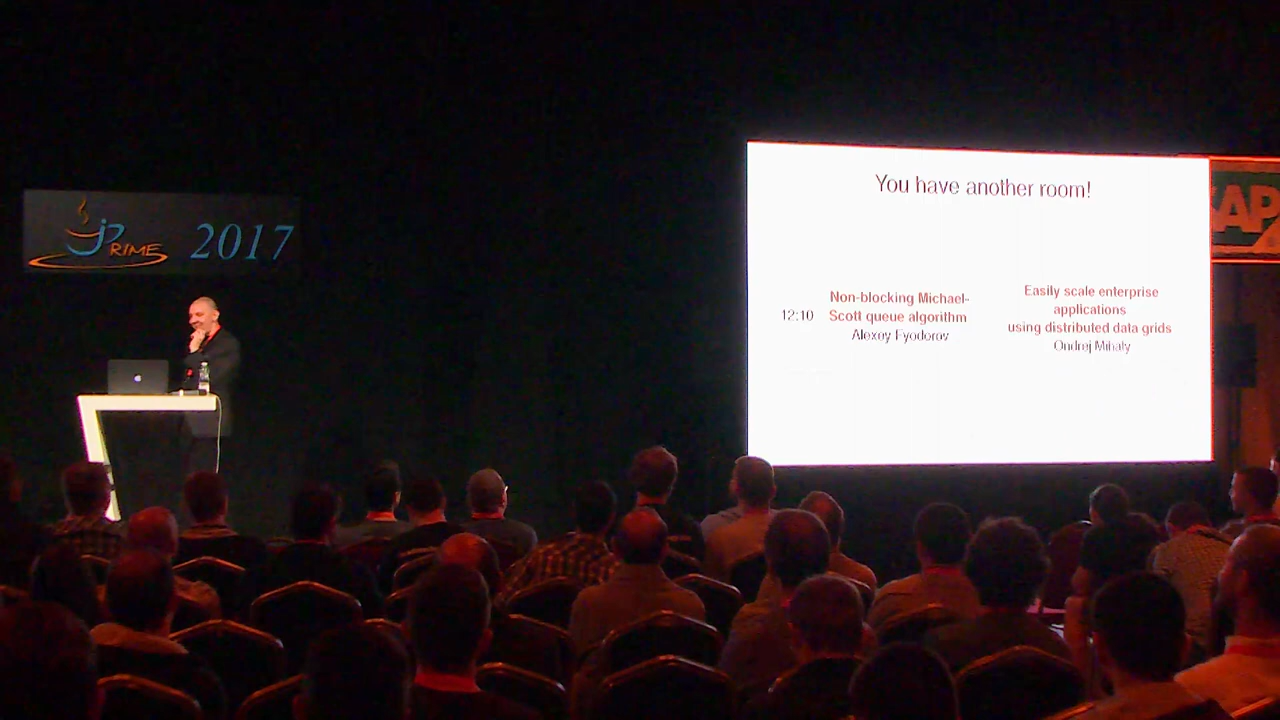 jPRIME 2017
You have another room!
12:10
Non-blocking Michael-
Scott queue algorithm
Alexey Fyodorov
Easily scale enterprise
applications
using distributed data grids
Ondrej Mihaly
SAP